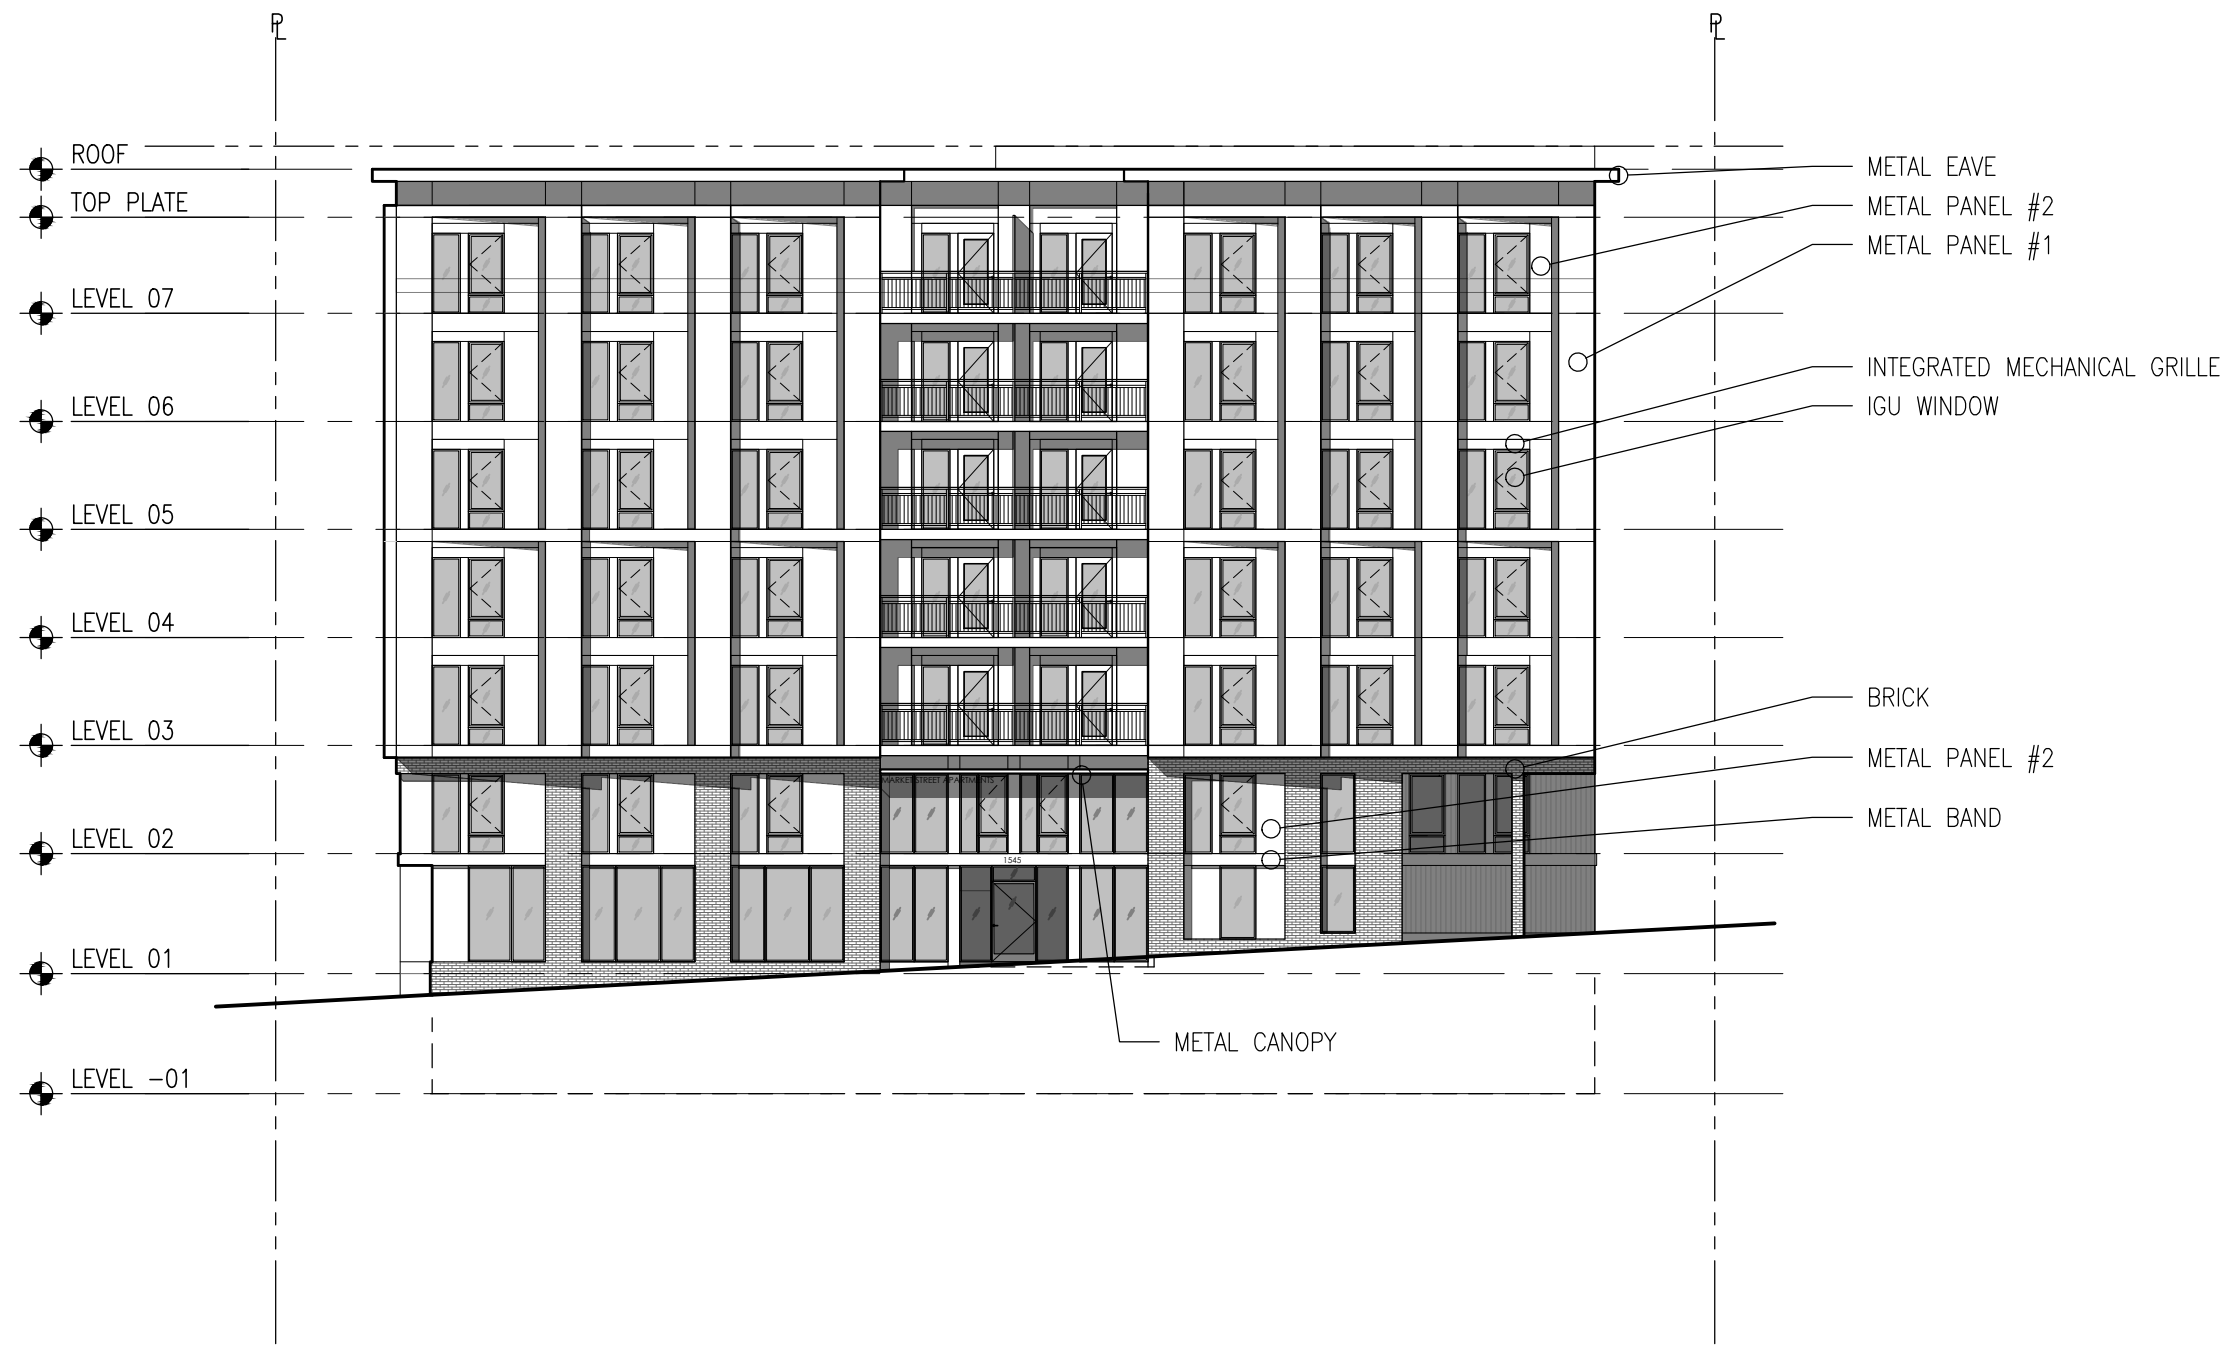 PL
PL
ROOF
TOP PLATE
LEVEL 07
LEVEL 06
LEVEL 05
LEVEL 04
LEVEL 03
LEVEL 02
LEVEL 01
LEVEL -01
METAL EAVE
METAL PANEL #2
METAL PANEL #1
INTEGRATED MECHANICAL GRILLE
IGU WINDOW
BRICK
METAL PANEL #2
METAL BAND
MARKET STREET APARTMENTS
1545
METAL CANOPY